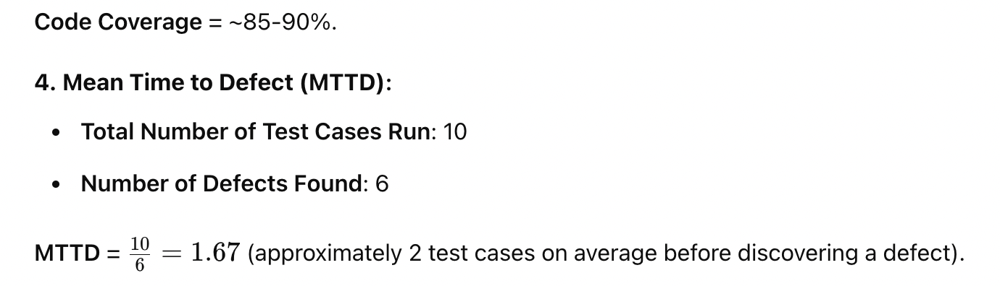 Code Coverage = ~85-90%.
4. Mean Time to Defect (MTTD):
• Total Number of Test Cases Run: 10
• Number of Defects Found: 6
MTTD = 10/6 = 1.67 (approximately 2 test cases on average before discovering a defect).